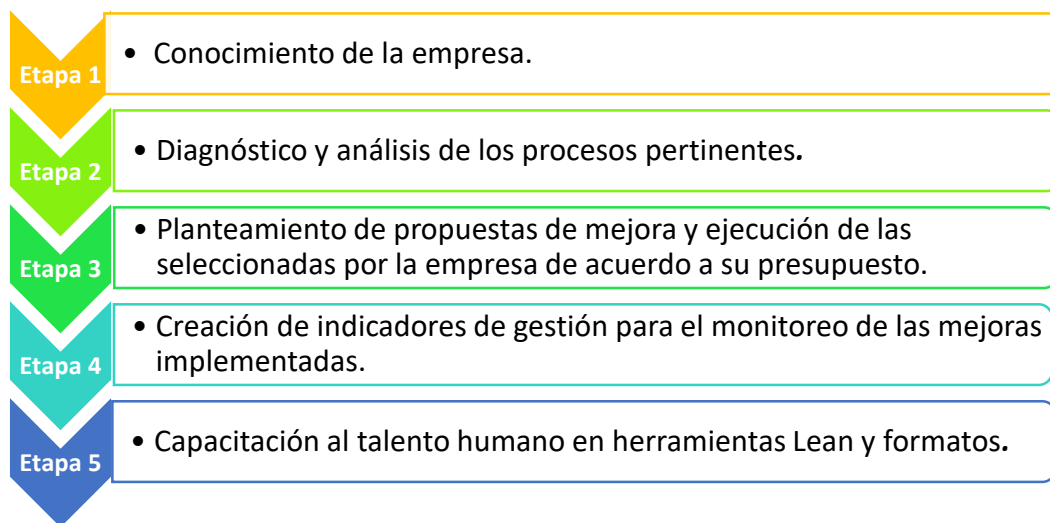 Etapa 1
• Conocimiento de la empresa.
Etapa 2
• Diagnóstico y análisis de los procesos pertinentes.
Etapa 3
• Planteamiento de propuestas de mejora y ejecución de las
seleccionadas por la empresa de acuerdo a su presupuesto.
Etapa 4
• Creación de indicadores de gestión para el monitoreo de las mejoras
implementadas.
Etapa 5
• Capacitación al talento humano en herramientas Lean y formatos.